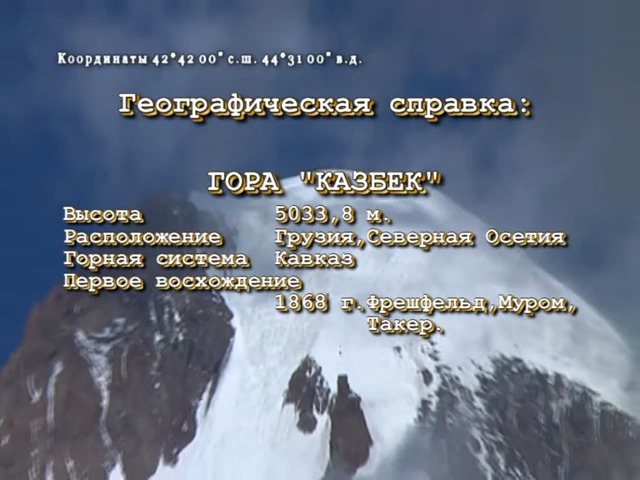 Координаты 42°42 00" с.ш. 44°31 00" в.д.
Географическая справка:
ГОРА "КАЗБЕК"
Высота 5033,8 м.
Расположение Грузия,Северная Осетия
Горная система Кавказ
Первое восхождение
1868 г.Фрешфельд,Муром,
Такер.